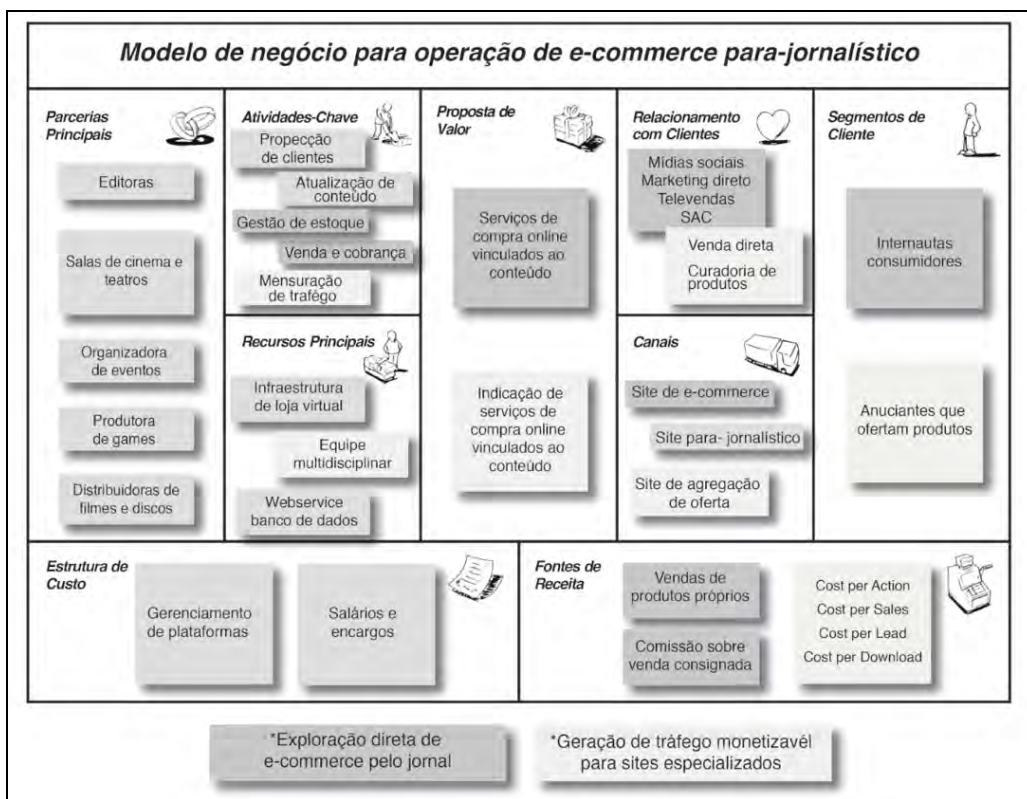 Modelo de negócio para operação de e-commerce para-jornalístico
Parcerias
Principais
Editoras
Salas de cinema e
teatros
Organizadora
de eventos
Produtora
de games
Distribuidoras de
filmes e discos
Atividades-Chave
Propecção
de clientes
Atualização de
conteúdo
Gestão de estoque
Venda e cobrança
Mensuração
de trafégo
Recursos Principais
Infraestrutura
de loja virtual
Equipe
multidisciplinar
Webservice
banco de dados
Proposta de
Valor
Serviços de
compra online
vinculados ao
conteúdo
Indicação de
serviços de
compra online
vinculados ao
conteúdo
Relacionamento
com Clientes
Mídias sociais
Marketing direto
Televendas
SAC
Venda direta
Curadoria de
produtos
Canais
Site de e-commerce
Site para- jornalístico
Site de agregação
de oferta
Segmentos de
Cliente
Internautas
consumidores
Anuciantes que
ofertam produtos
Estrutura de
Custo
Gerenciamento
de plataformas
Salários e
encargos
Fontes de
Receita
Vendas de
produtos próprios
Comissão sobre
venda consignada
Cost per Action
Cost per Sales
Cost per Lead
Cost per Download
*Exploração direta de
e-commerce pelo jornal
*Geração de tráfego monetizavél
para sites especializados